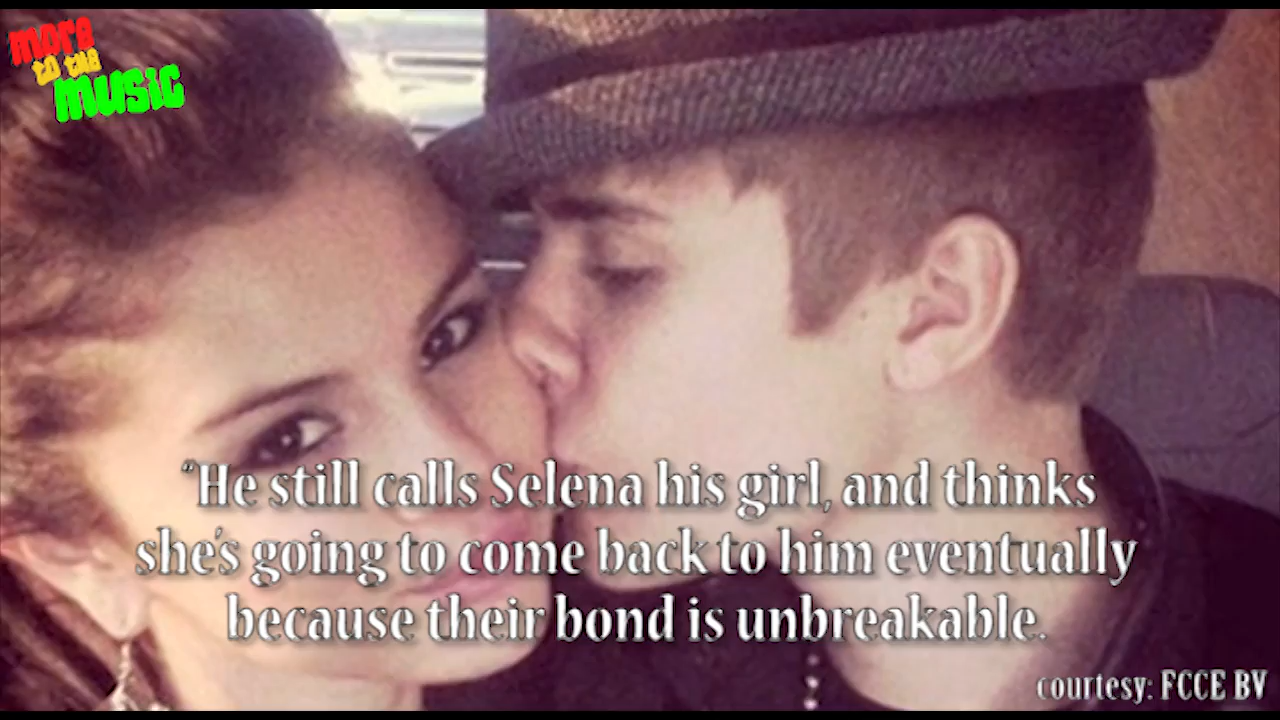 more
to the
music
“He still calls Selena his girl, and thinks
she's going to come back to him eventually
because their bond is unbreakable.
courtesy: FCCE BV